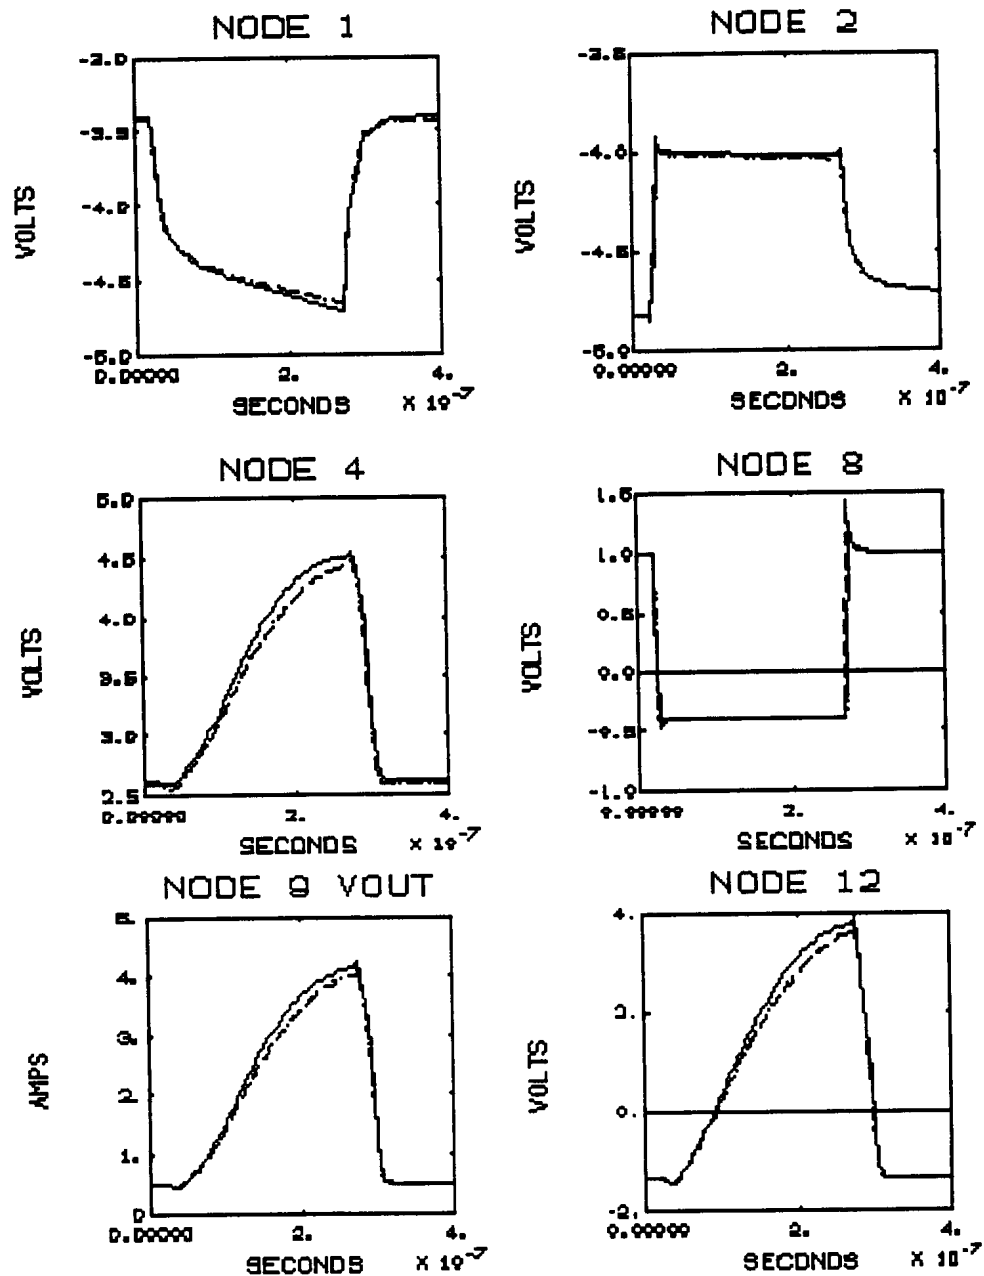 NODE 1
-3.0
-3.5
-4.0
-4.5
-5.0
VOLTS
0.00000 2. 4.
SECONDS × 10-7
NODE 2
-3.5
-4.0
-4.5
-5.0
VOLTS
0.00000 2. 4.
SECONDS × 10-7
NODE 4
5.0
4.5
4.0
3.5
3.0
2.5
VOLTS
0.00000 2. 4.
SECONDS × 10-7
NODE 8
1.5
1.0
0.5
0.0
-0.5
-1.0
VOLTS
0.00000 2. 4.
SECONDS × 10-7
NODE 9 VOUT
5.
4.
3.
2.
1.
0
AMPS
0.00000 2. 4.
SECONDS × 10-7
NODE 12
4.
2.
0.
-2.
VOLTS
0.00000 2. 4.
SECONDS × 10-7